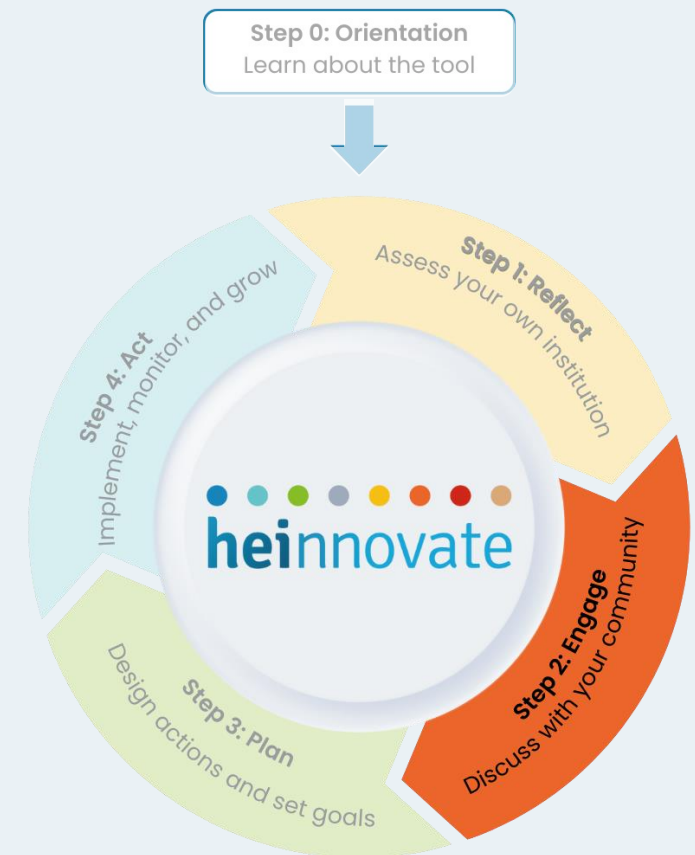 Step 0: Orientation
Learn about the tool
Step 1: Reflect
Assess your own institution
Step 2: Engage
Discuss with your community
Step 3: Plan
Design actions and set goals
Step 4: Act
Implement, monitor, and grow
heinnovate